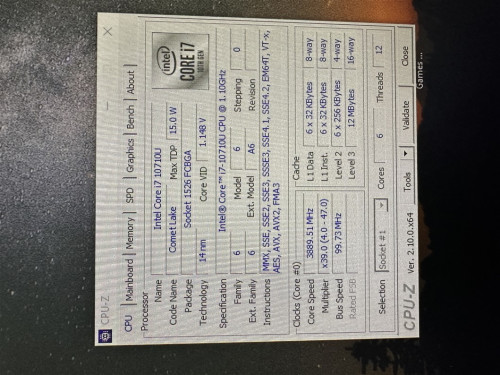 CPU-Z
CPU Mainboard Memory SPD Graphics Bench About
Processor
Name Intel Core i7 10710U
Code Name Comet Lake Max TDP 15.0 W
Package Socket 1526 FCBGA
Technology 14 nm Core VID 1.148 V
intel
CORE i7
10TH GEN
Specification Intel® Core™ i7-10710U CPU @ 1.10GHz
Family 6 Model 6 Stepping 0
Ext. Family 6 Ext. Model A6 Revision
Instructions MMX, SSE, SSE2, SSE3, SSSE3, SSE4.1, SSE4.2, EM64T, VT-x,
AES, AVX, AVX2, FMA3
Clocks (Core #0) Cache
Core Speed 3889.51 MHz L1 Data 6 x 32 KBytes 8-way
Multiplier x39.0 (4.0 - 47.0) L1 Inst. 6 x 32 KBytes 8-way
Bus Speed 99.73 MHz Level 2 6 x 256 KBytes 4-way
Rated FSB Level 3 12 MBytes 16-way
Selection Socket #1 Cores 6 Threads 12
CPU-Z Ver. 2.10.0.x64 Tools Validate Close
Games ...